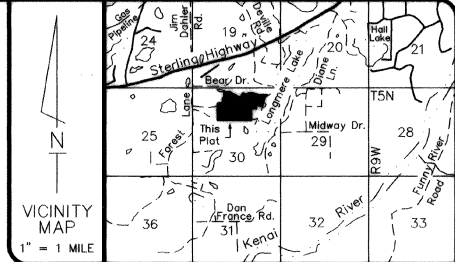 Gas
Pipeline
24
Jim
Dahler
Rd.
19
Deville
Rd.
20
Hall
Lake
21
Sterling Highway
Bear Dr.
Longmere Lake
Diane
Ln.
T5N
Lane
Forest
25
This
Plat
30
Midway Dr.
29
28
R9W
Funny River
Road
N
36
Dan
France Rd.
31
32
33
Kenai
River
VICINITY
MAP
1" = 1 MILE